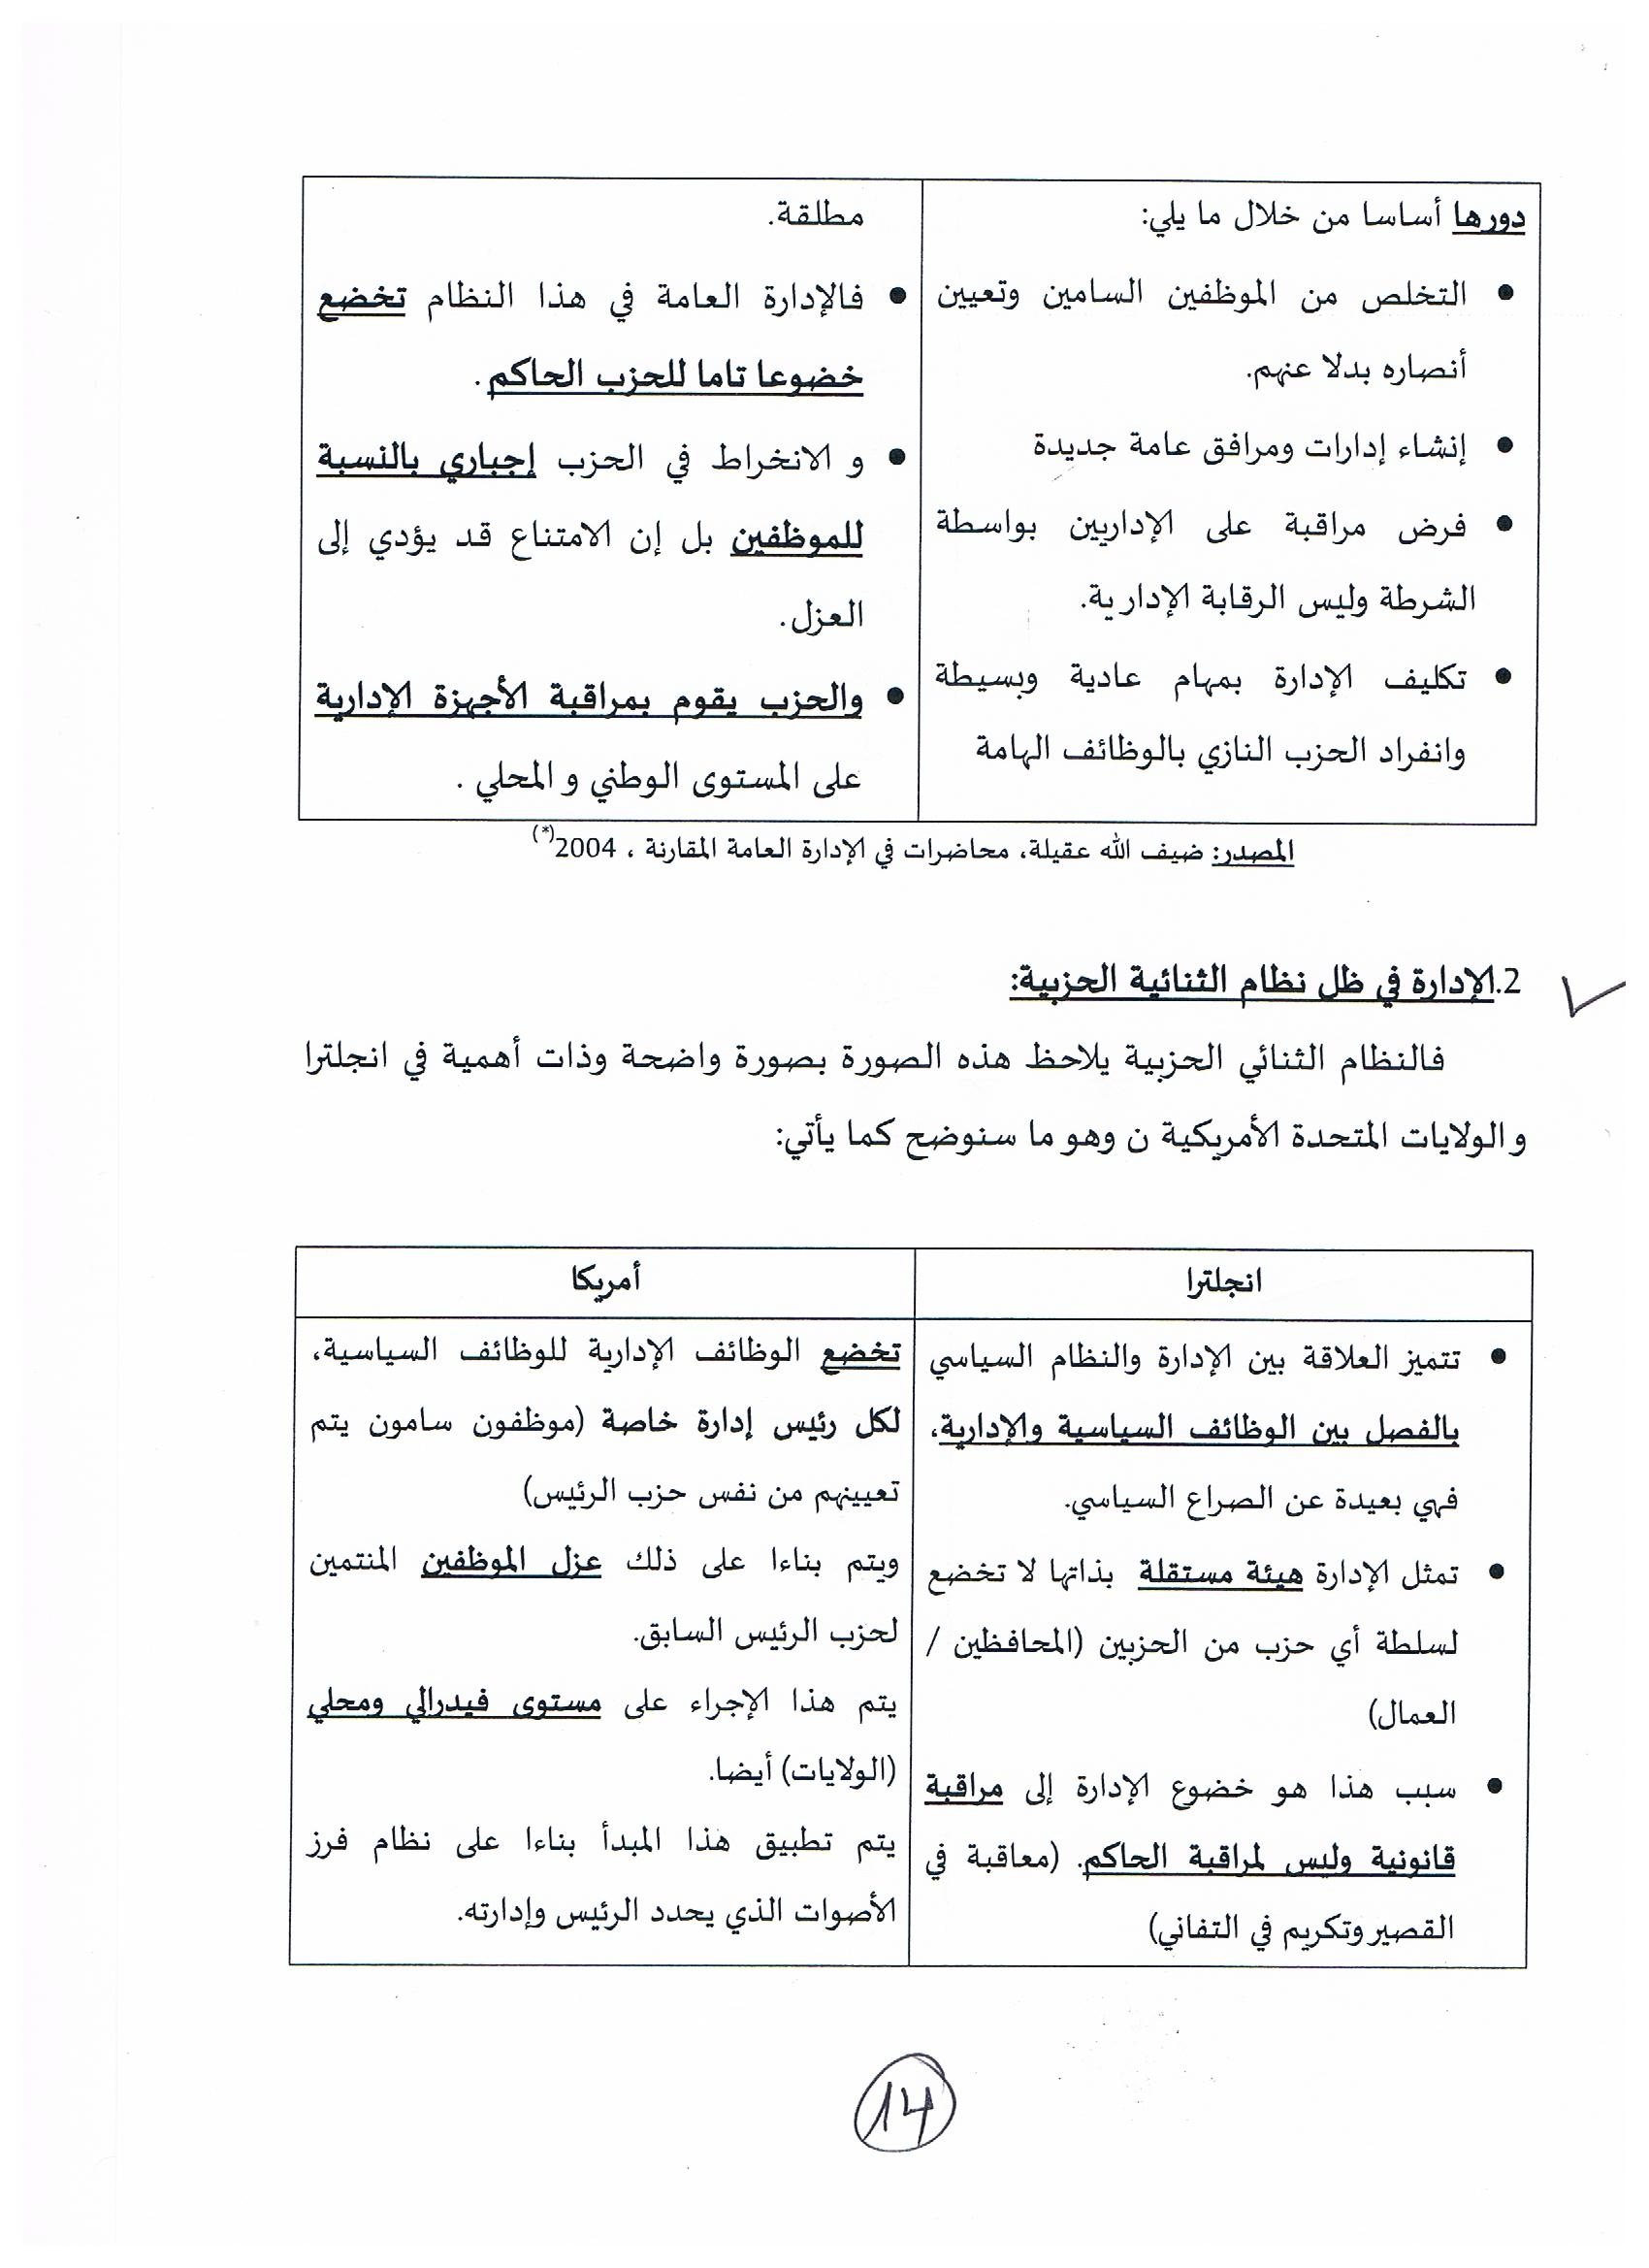 دورها أساسا من خلال ما يلي:
التخلص من الموظفين السامين وتعيين
أنصاره بدلا عنهم.
إنشاء إدارات ومرافق عامة جديدة
فرض مراقبة على الإداريين بواسطة
الشرطة وليس الرقابة الإدارية.
تكليف الإدارة بمهام عادية وبسيطة
وانفراد الحزب النازي بالوظائف الهامة
مطلقة.
فالإدارة العامة في هذا النظام تخضع
خضوعا تاما للحزب الحاكم .
و الانخراط في الحزب إجباري بالنسبة
للموظفين بل إن الامتناع قد يؤدي إلى
العزل.
والحزب يقوم بمراقبة الأجهزة الإدارية
على المستوى الوطني و المحلي .
المصدر: ضيف الله عقيلة، محاضرات في الإدارة العامة المقارنة ، 2004(*)
2.الإدارة في ظل نظام الثنائية الحزبية:
فالنظام الثنائي الحزبية يلاحظ هذه الصورة بصورة واضحة وذات أهمية في انجلترا
و الولايات المتحدة الأمريكية ن وهو ما سنوضح كما يأتي:
انجلترا
تتميز العلاقة بين الإدارة والنظام السياسي
بالفصل بين الوظائف السياسية والإدارية،
فهي بعيدة عن الصراع السياسي.
تمثل الإدارة هيئة مستقلة بذاتها لا تخضع
لسلطة أي حزب من الحزبين (المحافظين /
العمال)
سبب هذا هو خضوع الإدارة إلى مراقبة
قانونية وليس لمراقبة الحاكم. (معاقبة في
القصير وتكريم في التفاني)
أمريكا
تخضع الوظائف الإدارية للوظائف السياسية،
لكل رئيس إدارة خاصة (موظفون سامون يتم
تعيينهم من نفس حزب الرئيس)
ويتم بناءا على ذلك عزل الموظفين المنتمين
لحزب الرئيس السابق.
يتم هذا الإجراء على مستوى فيدرالي ومحلي
(الولايات) أيضا.
يتم تطبيق هذا المبدأ بناءا على نظام فرز
الأصوات الذي يحدد الرئيس وإدارته.
14